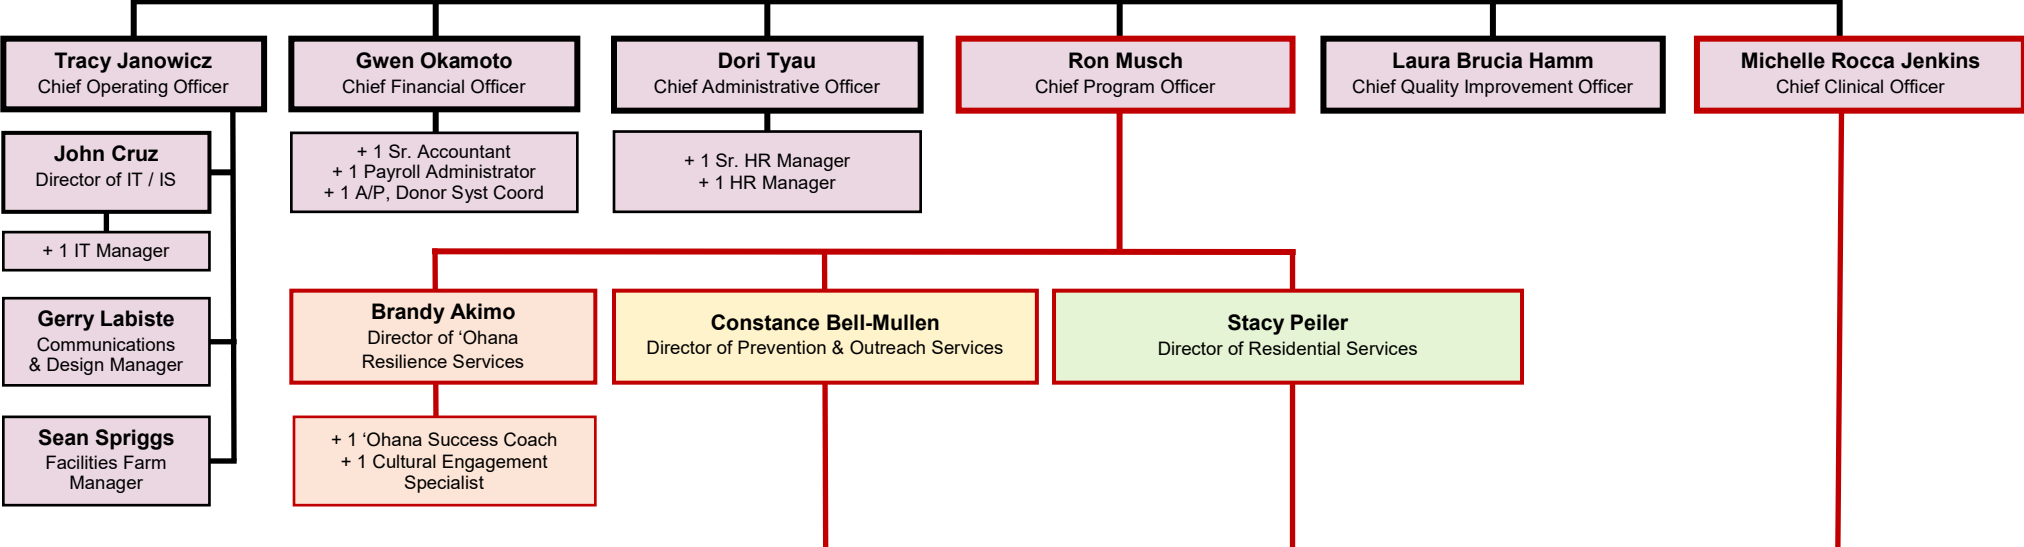 Tracy Janowicz
Chief Operating Officer
Gwen Okamoto
Chief Financial Officer
Dori Tyau
Chief Administrative Officer
Ron Musch
Chief Program Officer
Laura Brucia Hamm
Chief Quality Improvement Officer
Michelle Rocca Jenkins
Chief Clinical Officer
John Cruz
Director of IT / IS
+ 1 Sr. Accountant
+ 1 Payroll Administrator
+ 1 A/P, Donor Syst Coord
+ 1 Sr. HR Manager
+ 1 HR Manager
+ 1 IT Manager
Gerry Labiste
Communications
& Design Manager
Brandy Akimo
Director of ‘Ohana
Resilience Services
Constance Bell-Mullen
Director of Prevention & Outreach Services
Stacy Peiler
Director of Residential Services
Sean Spriggs
Facilities Farm
Manager
+ 1 ‘Ohana Success Coach
+ 1 Cultural Engagement
Specialist